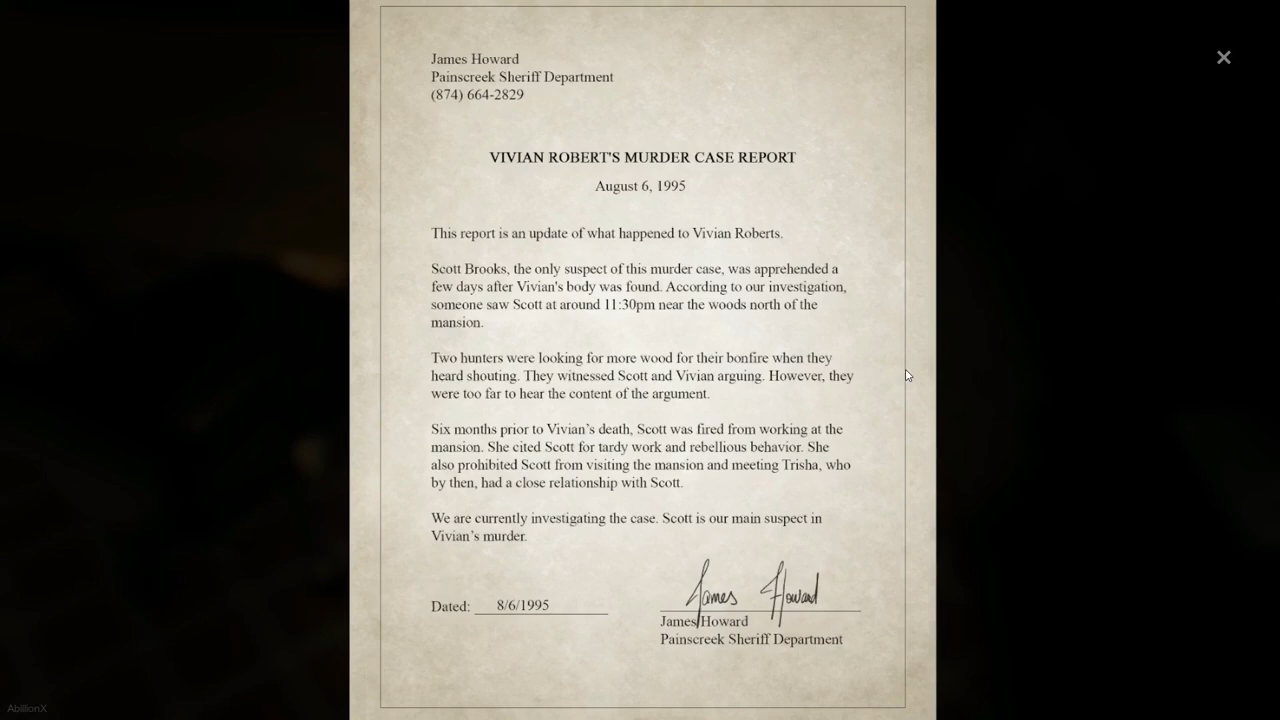 James Howard
Painscreek Sheriff Department
(874) 664-2829
VIVIAN ROBERT'S MURDER CASE REPORT
August 6, 1995
This report is an update of what happened to Vivian Roberts.
Scott Brooks, the only suspect of this murder case, was apprehended a
few days after Vivian's body was found. According to our investigation,
someone saw Scott at around 11:30pm near the woods north of the
mansion.
Two hunters were looking for more wood for their bonfire when they
heard shouting. They witnessed Scott and Vivian arguing. However, they
were too far to hear the content of the argument.
Six months prior to Vivian’s death, Scott was fired from working at the
mansion. She cited Scott for tardy work and rebellious behavior. She
also prohibited Scott from visiting the mansion and meeting Trisha, who
by then, had a close relationship with Scott.
We are currently investigating the case. Scott is our main suspect in
Vivian’s murder.
James Howard
Dated: 8/6/1995
James Howard
Painscreek Sheriff Department
AbillionX